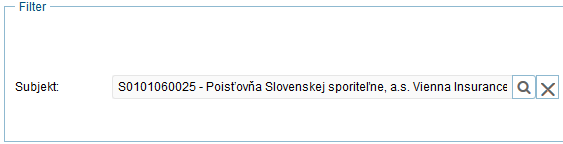 Filter
Subjekt: S0101060025 - Poisťovňa Slovenskej sporiteľne, a.s. Vienna Insurance